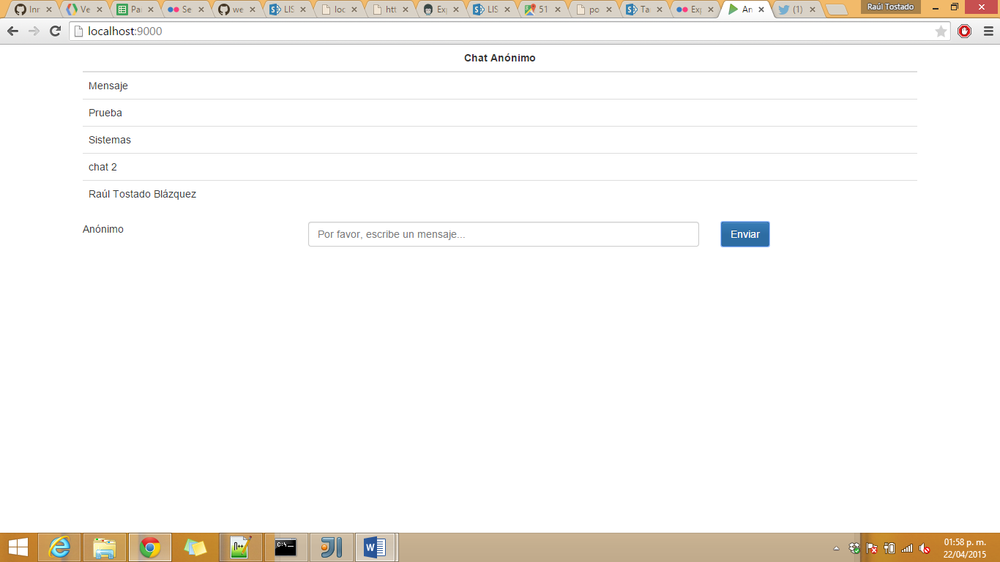 Inr
Ve
Par
Se
we
LIS
loc
htt
Exp
LIS
51
po
Ta
Exp
An
(1)
Raúl Tostado
localhost:9000
Chat Anónimo
Mensaje
Prueba
Sistemas
chat 2
Raúl Tostado Blázquez
Anónimo
Por favor, escribe un mensaje...
Enviar
01:58 p. m.
22/04/2015